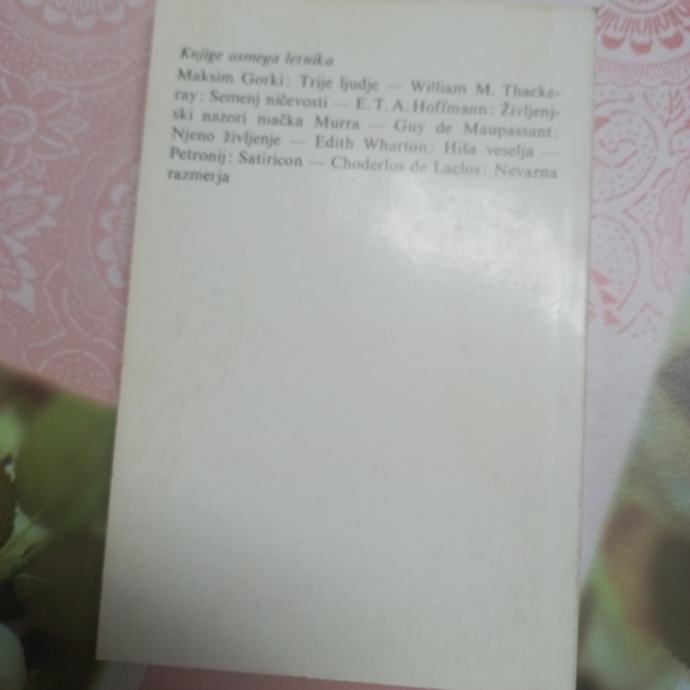 Knjige osmega letnika
Maksim Gorki: Trije ljudje — William M. Thacke-
ray: Semenj ničevosti — E. T. A. Hoffmann: Življenj-
ski nazori mačka Murra — Guy de Maupassant:
Njeno življenje — Edith Wharton: Hiša veselja —
Petronij: Satiricon — Choderlos de Laclos: Nevarna
razmerja